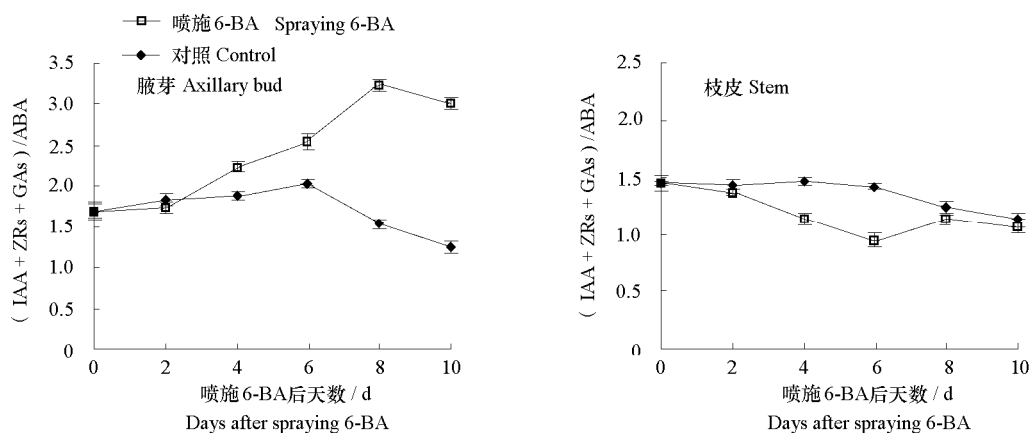 喷施6-BA Spraying 6-BA
对照 Control
腋芽 Axillary bud
( IAA + ZRs + GAs ) /ABA
3.5
3.0
2.5
2.0
1.5
1.0
0.5
0
0 2 4 6 8 10
喷施6-BA后天数 / d
Days after spraying 6-BA
枝皮 Stem
( IAA + ZRs + GAs ) /ABA
2.5
2.0
1.5
1.0
0.5
0
0 2 4 6 8 10
喷施6-BA后天数 / d
Days after spraying 6-BA